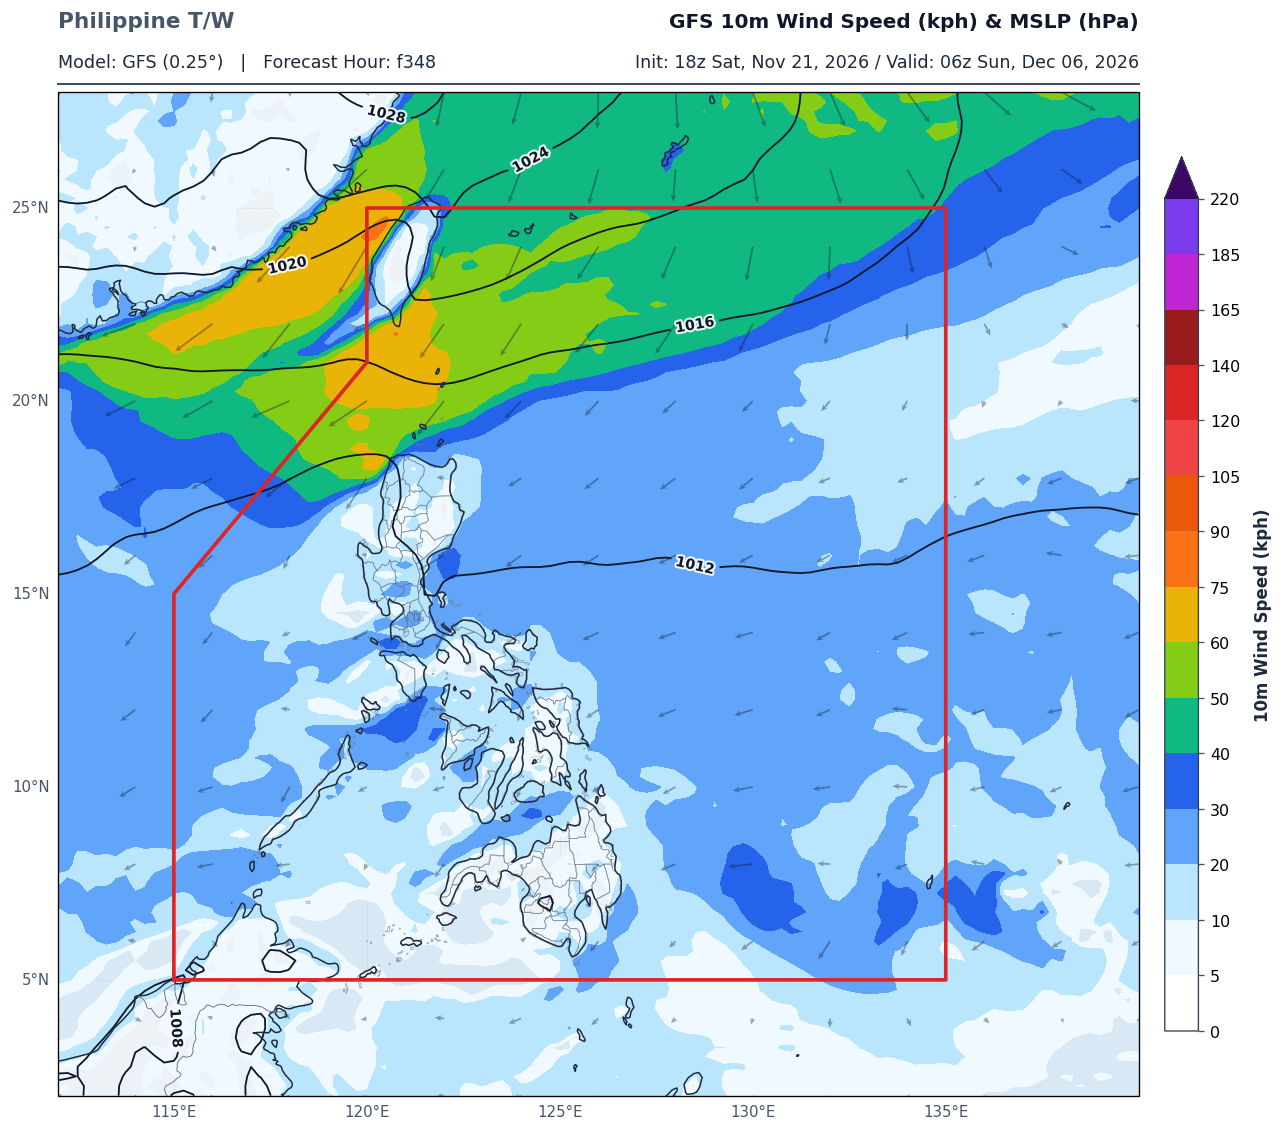 Philippine T/W
GFS 10m Wind Speed (kph) & MSLP (hPa)
Model: GFS (0.25°) | Forecast Hour: f348
Init: 18z Sat, Nov 21, 2026 / Valid: 06z Sun, Dec 06, 2026
1028
1024
1020
1016
1012
1008
25°N
20°N
15°N
10°N
5°N
115°E
120°E
125°E
130°E
135°E
220
185
165
140
120
105
90
75
60
50
40
30
20
10
5
0
10m Wind Speed (kph)